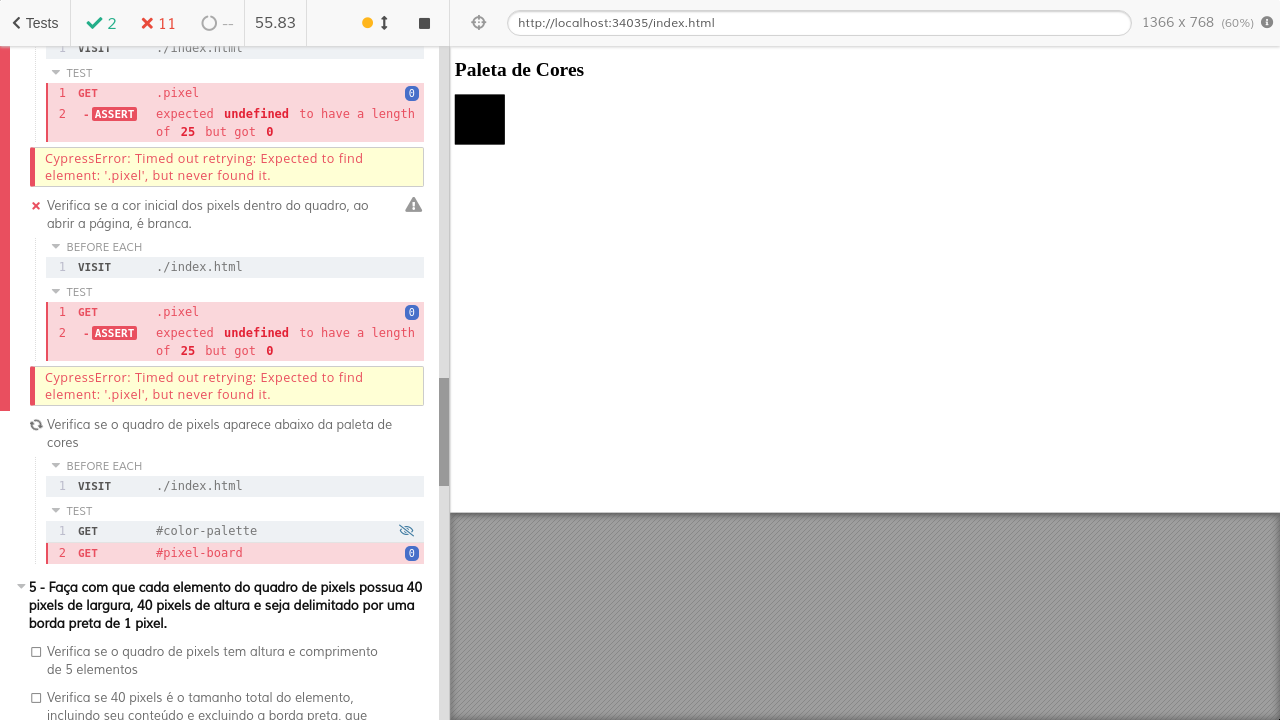 Tests 2 11 -- 55.83
http://localhost:34035/index.html 1366 x 768 (60%)
1 VISIT ./index.html
TEST
1 GET .pixel 0
2 - ASSERT expected undefined to have a length
of 25 but got 0
CypressError: Timed out retrying: Expected to find
element: '.pixel', but never found it.
Verifica se a cor inicial dos pixels dentro do quadro, ao
abrir a página, é branca.
BEFORE EACH
1 VISIT ./index.html
TEST
1 GET .pixel 0
2 - ASSERT expected undefined to have a length
of 25 but got 0
CypressError: Timed out retrying: Expected to find
element: '.pixel', but never found it.
Verifica se o quadro de pixels aparece abaixo da paleta de
cores
BEFORE EACH
1 VISIT ./index.html
TEST
1 GET #color-palette
2 GET #pixel-board 0
5 - Faça com que cada elemento do quadro de pixels possua 40
pixels de largura, 40 pixels de altura e seja delimitado por uma
borda preta de 1 pixel.
Verifica se o quadro de pixels tem altura e comprimento
de 5 elementos
Verifica se 40 pixels é o tamanho total do elemento,
incluindo seu conteúdo e excluindo a borda preta, que
Paleta de Cores